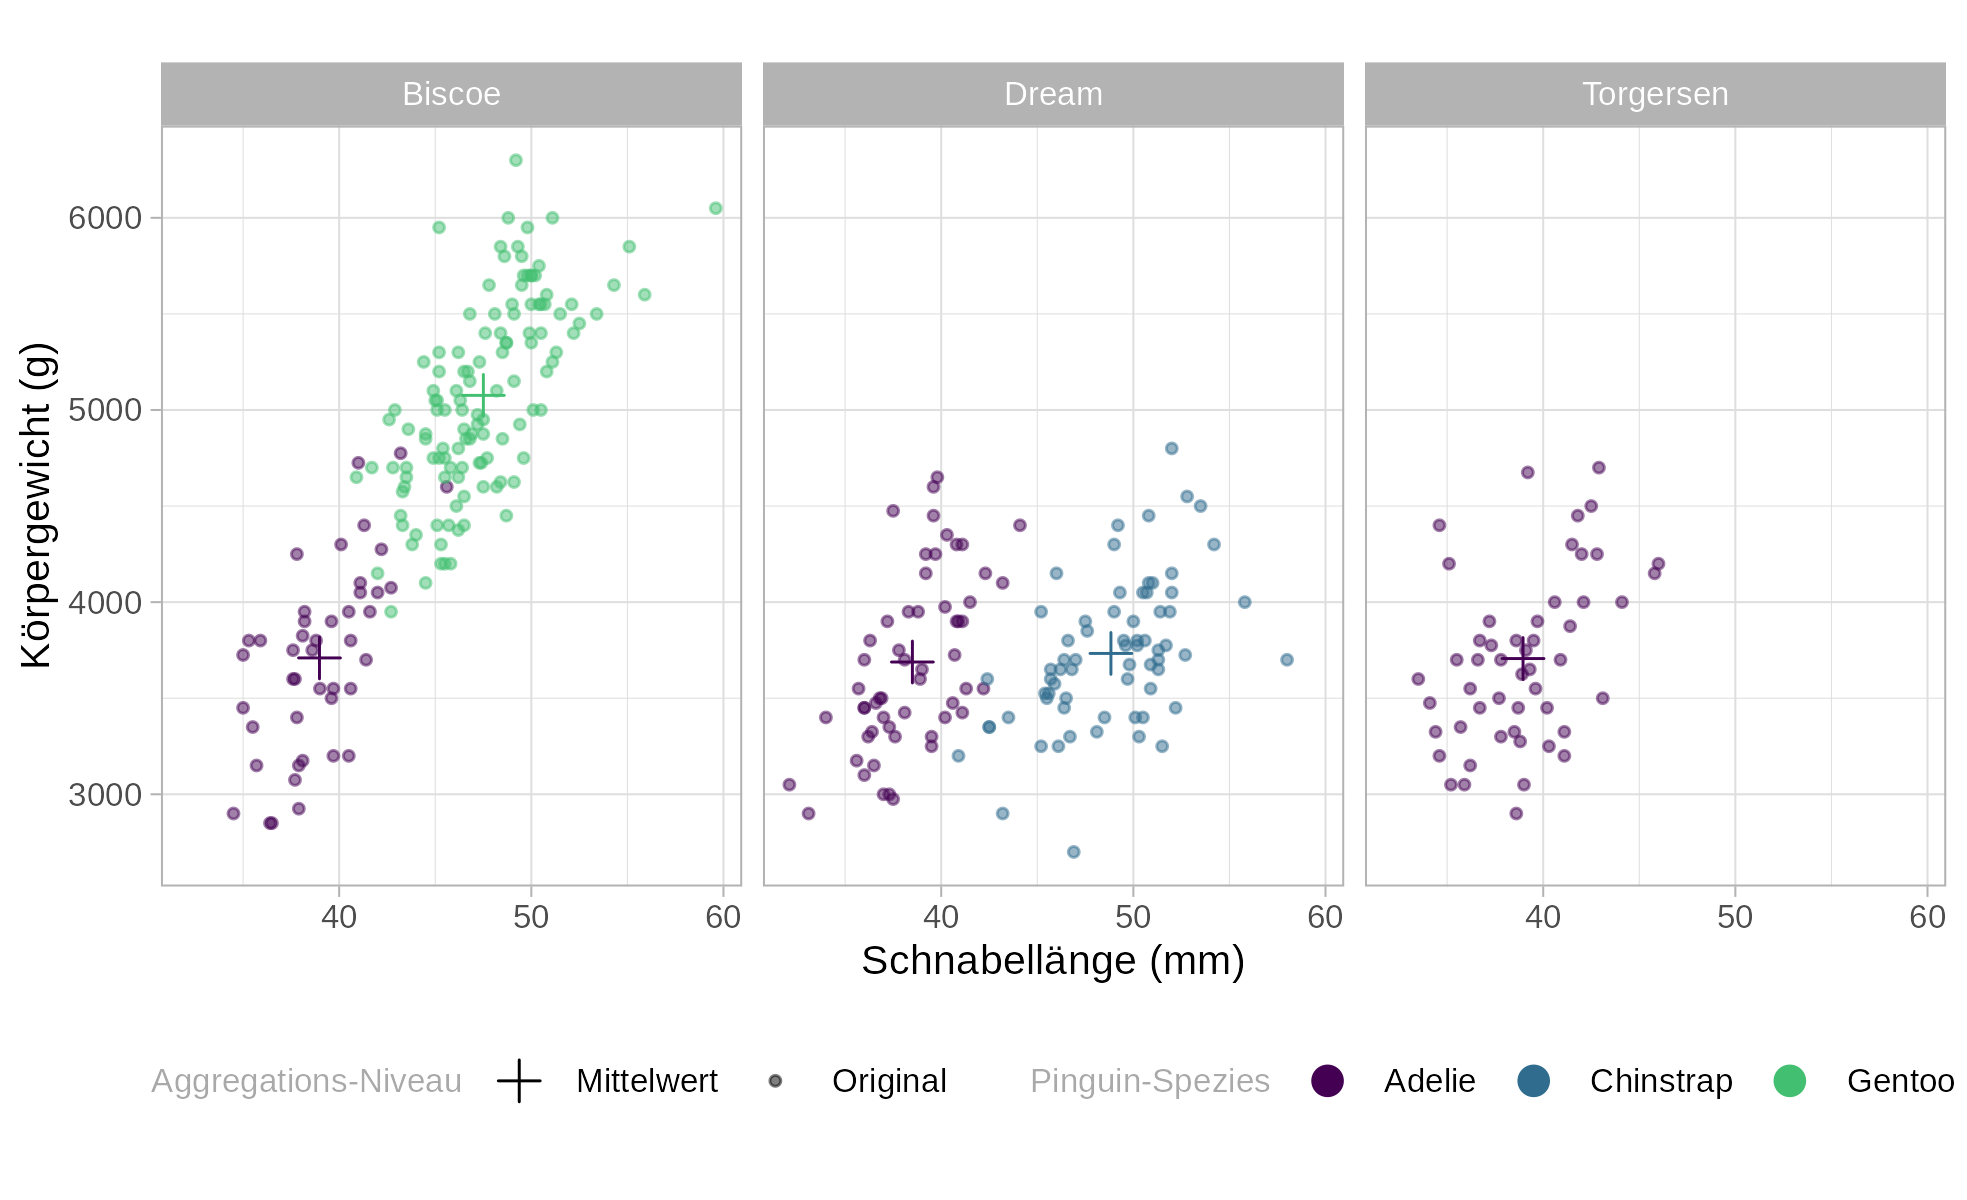 Biscoe
Dream
Torgersen
Körpergewicht (g)
6000
5000
4000
3000
40 50 60 40 50 60 40 50 60
Schnabellänge (mm)
Aggregations-Niveau Mittelwert Original Pinguin-Spezies Adelie Chinstrap Gentoo